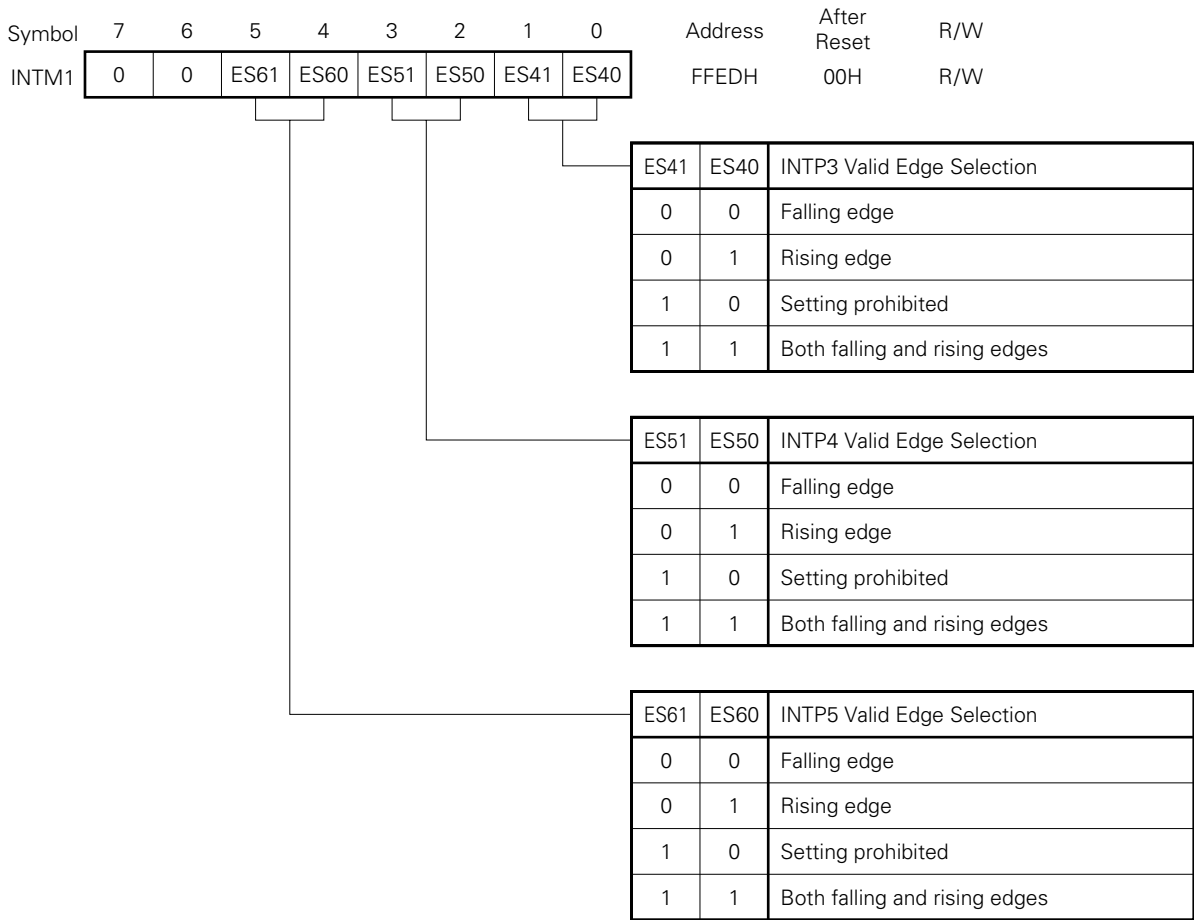 Symbol 7 6 5 4 3 2 1 0 Address After Reset R/W
INTM1 0 0 ES61 ES60 ES51 ES50 ES41 ES40 FFEDH 00H R/W
ES41 ES40 INTP3 Valid Edge Selection
0 0 Falling edge
0 1 Rising edge
1 0 Setting prohibited
1 1 Both falling and rising edges
ES51 ES50 INTP4 Valid Edge Selection
0 0 Falling edge
0 1 Rising edge
1 0 Setting prohibited
1 1 Both falling and rising edges
ES61 ES60 INTP5 Valid Edge Selection
0 0 Falling edge
0 1 Rising edge
1 0 Setting prohibited
1 1 Both falling and rising edges